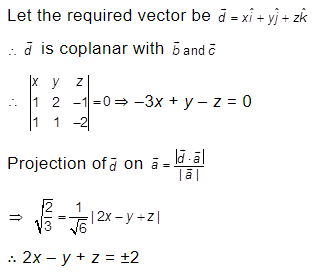 Let the required vector be d⃗ = xî + yĵ + zk̂
∴ d⃗ is coplanar with b⃗ and c⃗
∴ |x y z; 1 2 −1; 1 1 −2| = 0 ⇒ −3x + y − z = 0
Projection of d⃗ on a⃗ = |d⃗ · a⃗| / |a⃗|
⇒ √(2/3) = 1/√6 |2x − y + z|
∴ 2x − y + z = ±2